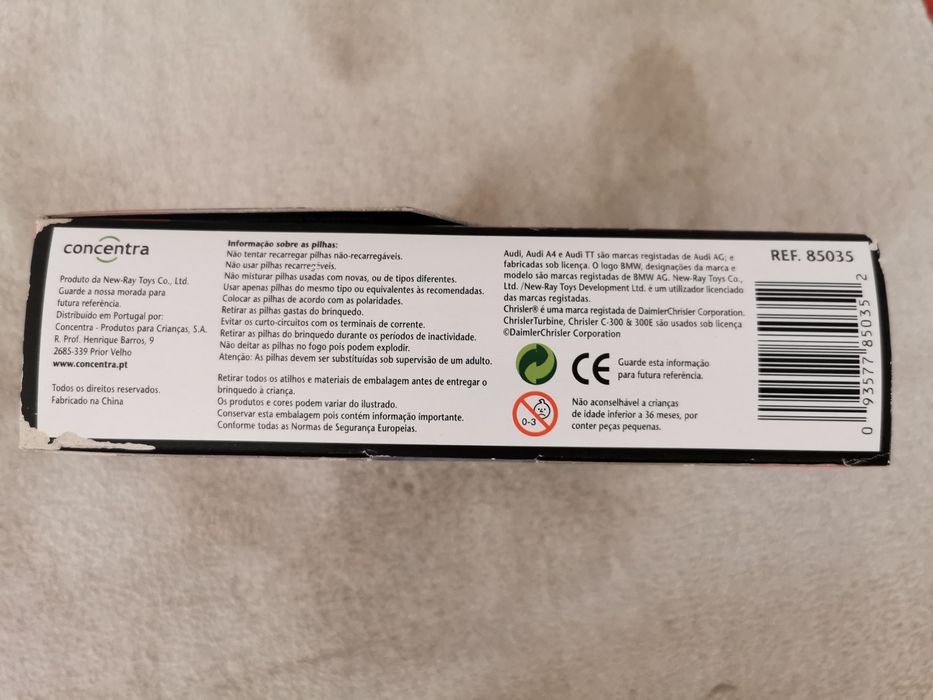 concentra
Produto da New-Ray Toys Co., Ltd.
Guarde a nossa morada para
futura referência.
Distribuido em Portugal por:
Concentra - Produtos para Crianças, S.A.
R. Prof. Henrique Barros, 9
2685-339 Prior Velho
www.concentra.pt
Todos os direitos reservados.
Fabricado na China
Informação sobre as pilhas:
Não tentar recarregar pilhas não-recarregáveis.
Não usar pilhas recarregáveis.
Não misturar pilhas usadas com novas, ou de tipos diferentes.
Usar apenas pilhas do mesmo tipo ou equivalentes às recomendadas.
Colocar as pilhas de acordo com as polaridades.
Retirar as pilhas gastas do brinquedo.
Evitar os curto-circuitos com os terminais de corrente.
Retirar as pilhas do brinquedo durante os períodos de inactividade.
Não deitar as pilhas no fogo pois podem explodir.
Atenção: As pilhas devem ser substituídas sob supervisão de um adulto.
Retirar todos os atilhos e materiais de embalagem antes de entregar o
brinquedo à criança.
Os produtos e cores podem variar do ilustrado.
Conservar esta embalagem pois contém informação importante.
Conforme todas as Normas de Segurança Europeias.
Audi, Audi A4 e Audi TT são marcas registadas de Audi AG; e
fabricadas sob licença. O logo BMW, designações da marca e
modelo são marcas registadas de BMW AG. New-Ray Toys Co.,
Ltd. /New-Ray Toys Development Ltd. é um utilizador licenciado
das marcas registadas.
Chrisler® é uma marca registada de DaimlerChrisler Corporation.
ChrislerTurbine, Chrisler C-300 & 300E são usados sob licença
©DaimlerChrisler Corporation
CE
Guarde esta informação
para futura referência.
0-3
Não aconselhável a crianças
de idade inferior a 36 meses, por
conter peças pequenas.
REF. 85035
0 93577 85035 2